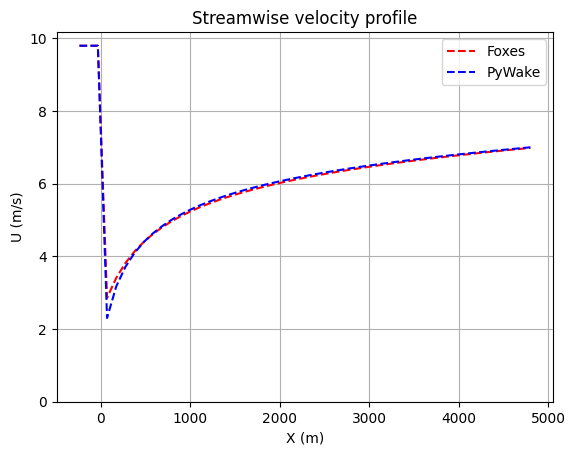 Streamwise velocity profile
10
8
6
4
2
0
U (m/s)
Foxes
PyWake
0 1000 2000 3000 4000 5000
X (m)